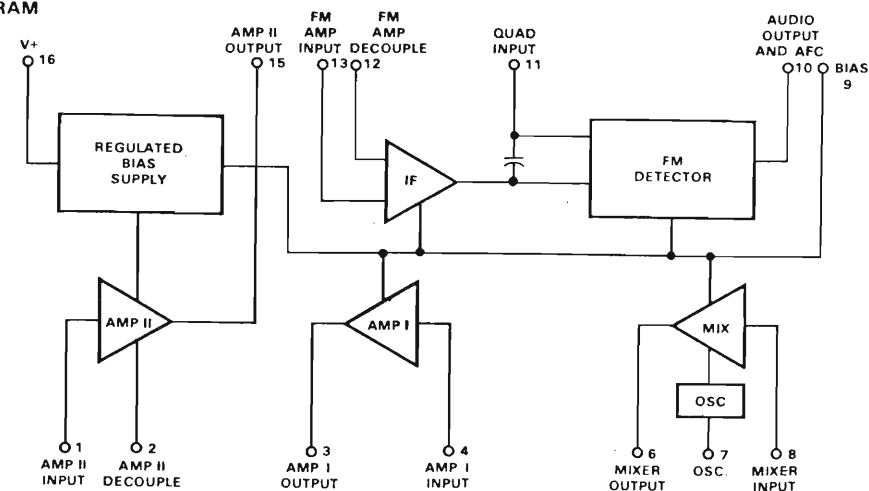 RAM
V+
16
AMP II
OUTPUT
15
FM
AMP
INPUT
13
FM
AMP
DECOUPLE
12
QUAD
INPUT
11
AUDIO
OUTPUT
AND AFC
10
BIAS
9
REGULATED
BIAS
SUPPLY
IF
FM
DETECTOR
AMP II
AMP I
MIX
OSC
1
AMP II
INPUT
2
AMP II
DECOUPLE
3
AMP I
OUTPUT
4
AMP I
INPUT
6
MIXER
OUTPUT
7
OSC.
8
MIXER
INPUT